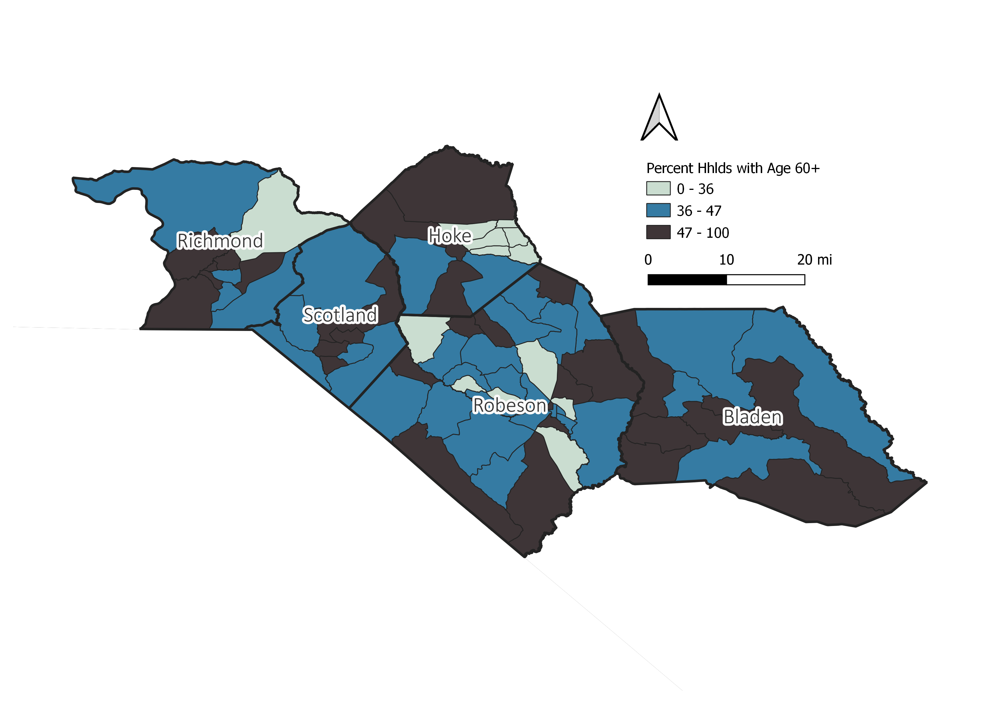 Percent Hhlds with Age 60+
0 - 36
36 - 47
47 - 100
0 10 20 mi
Richmond
Hoke
Scotland
Robeson
Bladen